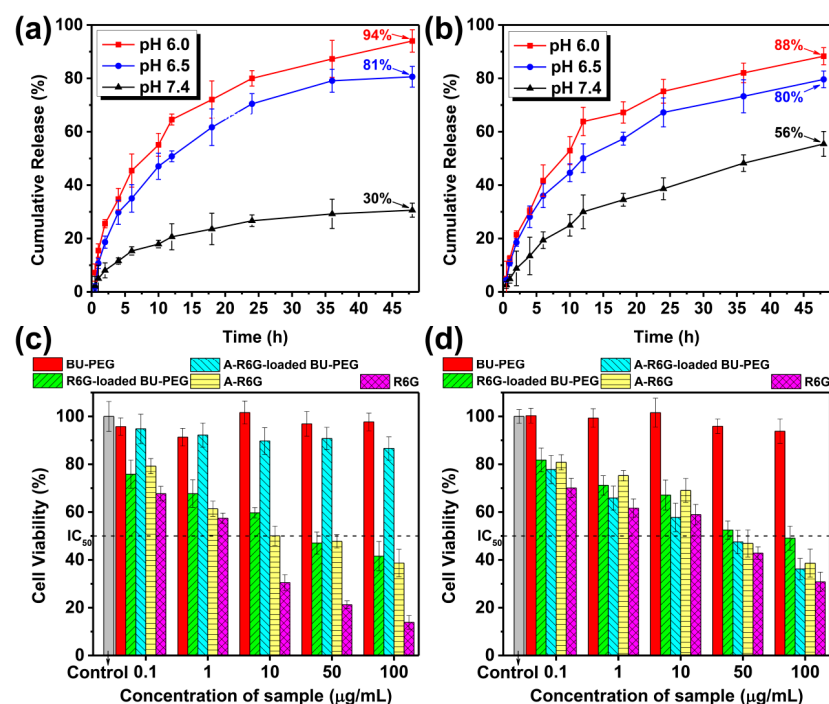 (a)
pH 6.0
pH 6.5
pH 7.4
94%
81%
30%
Cumulative Release (%)
100
80
60
40
20
0
0 5 10 15 20 25 30 35 40 45
Time (h)
(b)
pH 6.0
pH 6.5
pH 7.4
88%
80%
56%
Cumulative Release (%)
100
80
60
40
20
0
0 5 10 15 20 25 30 35 40 45
Time (h)
(c)
BU-PEG
A-R6G-loaded BU-PEG
R6G-loaded BU-PEG
A-R6G
R6G
Cell Viability (%)
100
80
60
IC50
40
20
0
Control 0.1 1 10 50 100
Concentration of sample (μg/mL)
(d)
BU-PEG
A-R6G-loaded BU-PEG
R6G-loaded BU-PEG
A-R6G
R6G
Cell Viability (%)
100
80
60
IC50
40
20
0
Control 0.1 1 10 50 100
Concentration of sample (μg/mL)